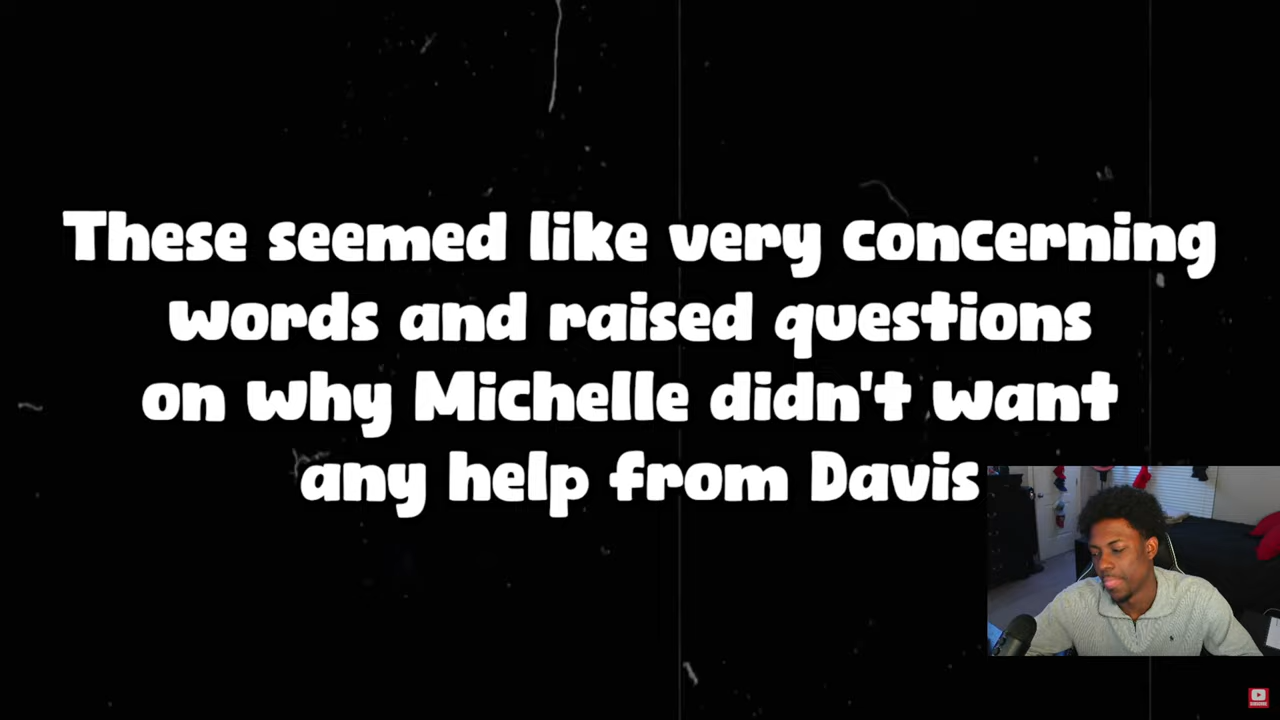 These seemed like very concerning
words and raised questions
on why Michelle didn't want
any help from Davis